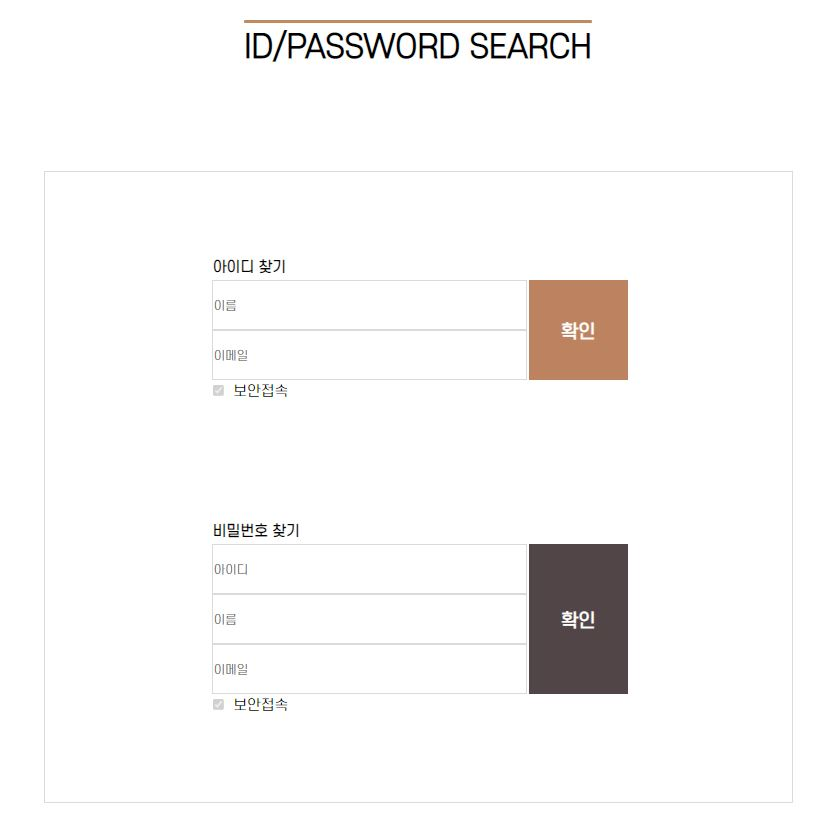 ID/PASSWORD SEARCH
아이디 찾기
이름
이메일
확인
보안접속
비밀번호 찾기
아이디
이름
이메일
확인
보안접속